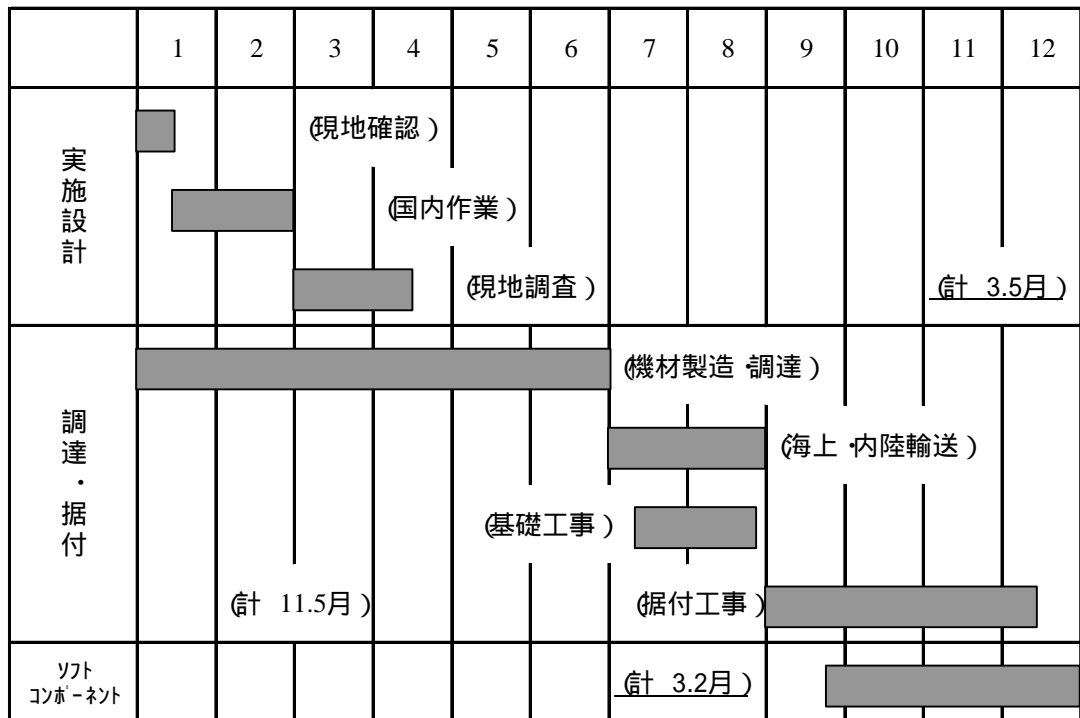 1 2 3 4 5 6 7 8 9 10 11 12
実施設計
(現地確認)
(国内作業)
(現地調査)
(計 3.5月)
調達・据付
(機材製造・調達)
(海上・内陸輸送)
(基礎工事)
(計 11.5月)
(据付工事)
ｿﾌﾄ
ｺﾝﾎﾟｰﾈﾝﾄ
(計 3.2月)